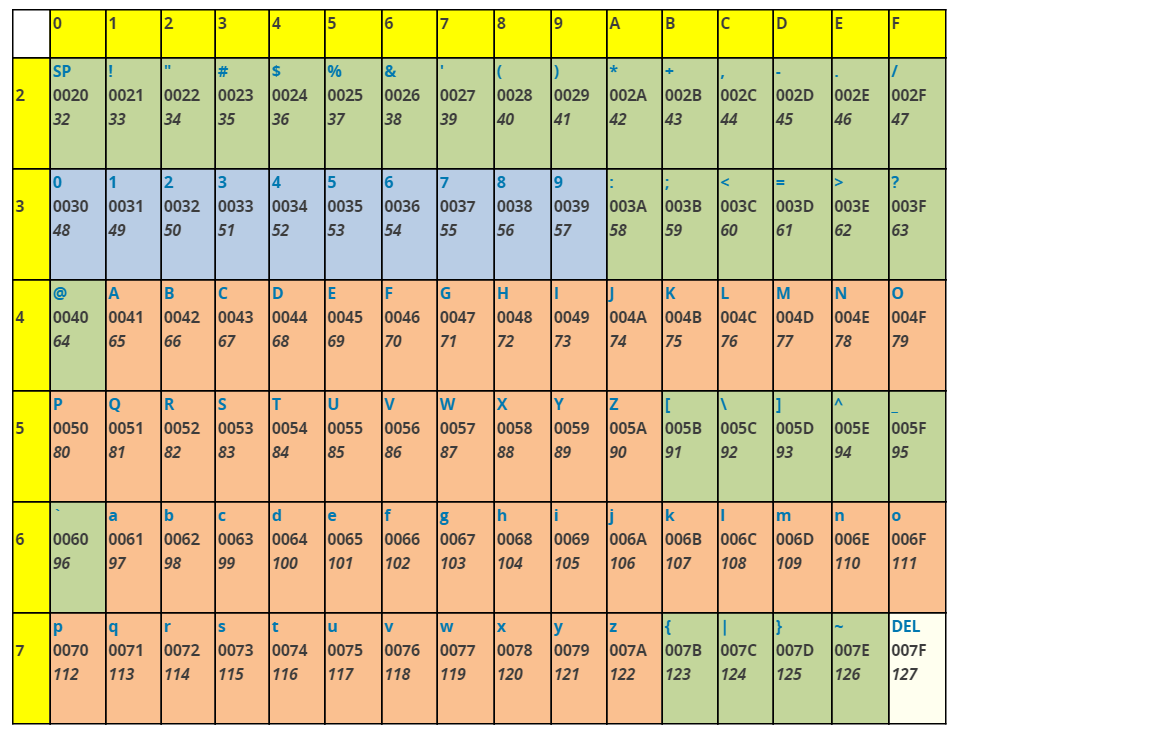 0 1 2 3 4 5 6 7 8 9 A B C D E F
SP ! " # $ % & ' ( ) * + , - . /
2 0020 0021 0022 0023 0024 0025 0026 0027 0028 0029 002A 002B 002C 002D 002E 002F
32 33 34 35 36 37 38 39 40 41 42 43 44 45 46 47
0 1 2 3 4 5 6 7 8 9 : ; < = > ?
3 0030 0031 0032 0033 0034 0035 0036 0037 0038 0039 003A 003B 003C 003D 003E 003F
48 49 50 51 52 53 54 55 56 57 58 59 60 61 62 63
@ A B C D E F G H I J K L M N O
4 0040 0041 0042 0043 0044 0045 0046 0047 0048 0049 004A 004B 004C 004D 004E 004F
64 65 66 67 68 69 70 71 72 73 74 75 76 77 78 79
P Q R S T U V W X Y Z [ \ ] ^ _
5 0050 0051 0052 0053 0054 0055 0056 0057 0058 0059 005A 005B 005C 005D 005E 005F
80 81 82 83 84 85 86 87 88 89 90 91 92 93 94 95
` a b c d e f g h i j k l m n o
6 0060 0061 0062 0063 0064 0065 0066 0067 0068 0069 006A 006B 006C 006D 006E 006F
96 97 98 99 100 101 102 103 104 105 106 107 108 109 110 111
p q r s t u v w x y z { | } ~ DEL
7 0070 0071 0072 0073 0074 0075 0076 0077 0078 0079 007A 007B 007C 007D 007E 007F
112 113 114 115 116 117 118 119 120 121 122 123 124 125 126 127